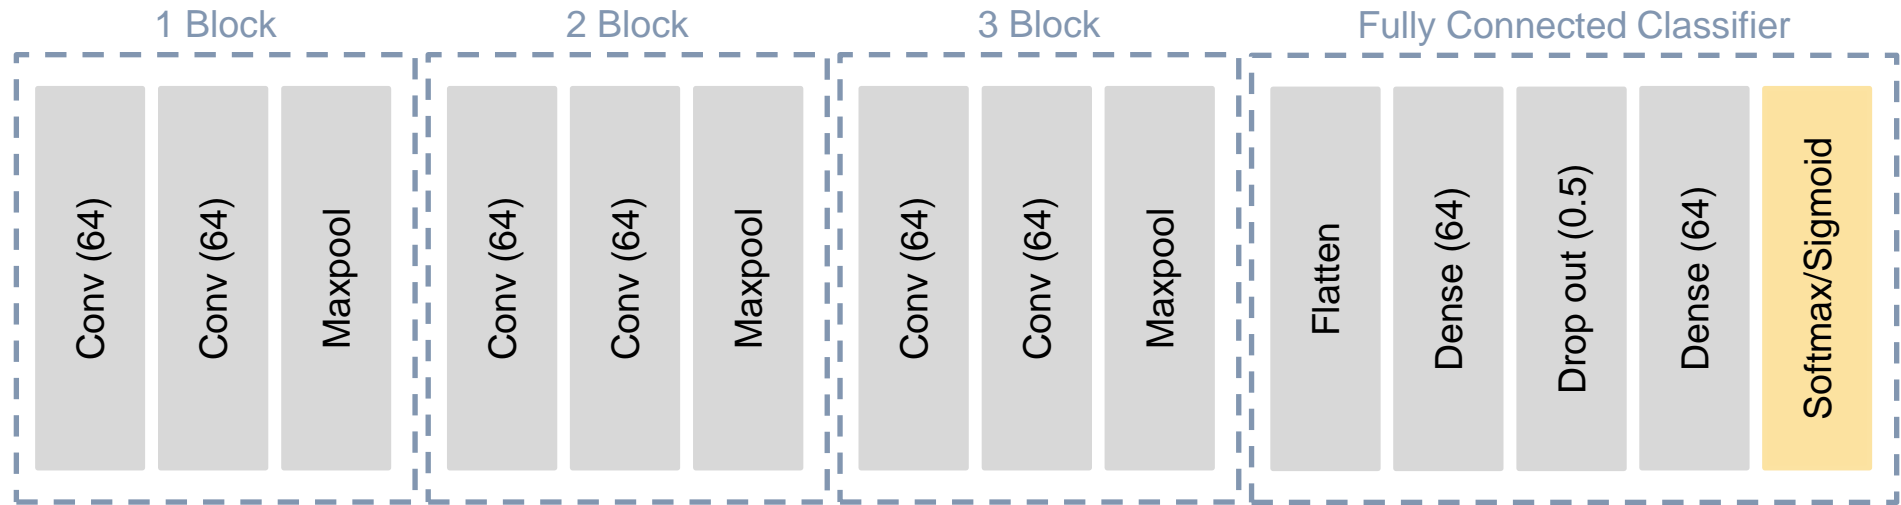 1 Block
2 Block
3 Block
Fully Connected Classifier
Conv (64)
Conv (64)
Maxpool
Conv (64)
Conv (64)
Maxpool
Conv (64)
Conv (64)
Maxpool
Flatten
Dense (64)
Drop out (0.5)
Dense (64)
Softmax/Sigmoid